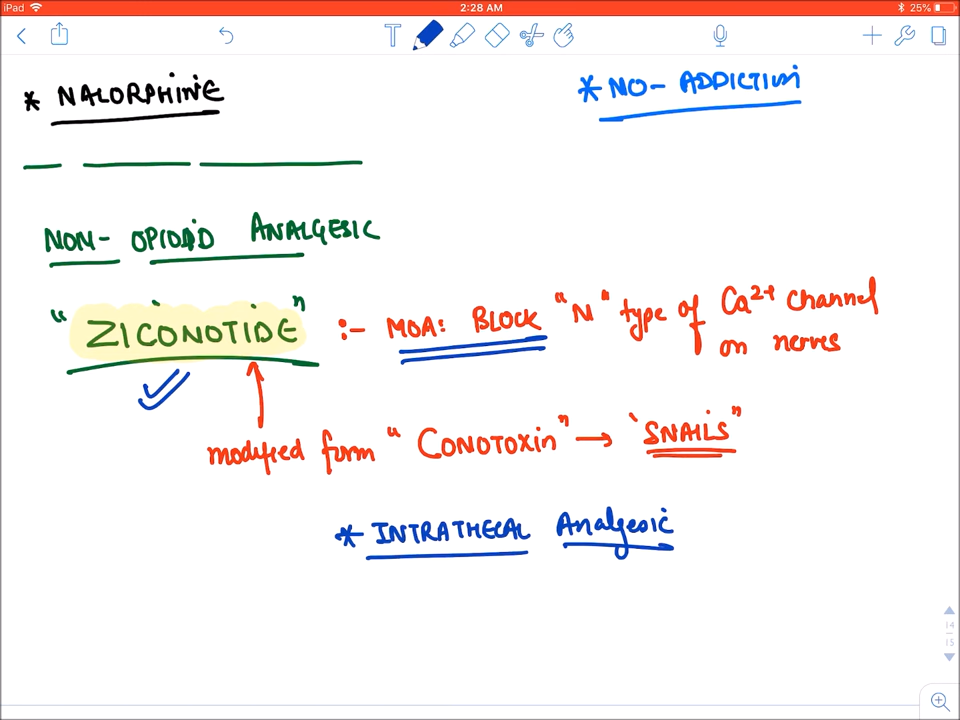 iPad 2:28 AM 25%
T
* NALORPHINE * NO- ADDICTION
NON- OPIOID ANALGESIC
"ZICONOTIDE" :- MOA: BLOCK "N" type of Ca2+ channel
on nerves
modified form "CONOTOXin" → 'SNAILS"
* INTRATHECAL Analgesic
14
15